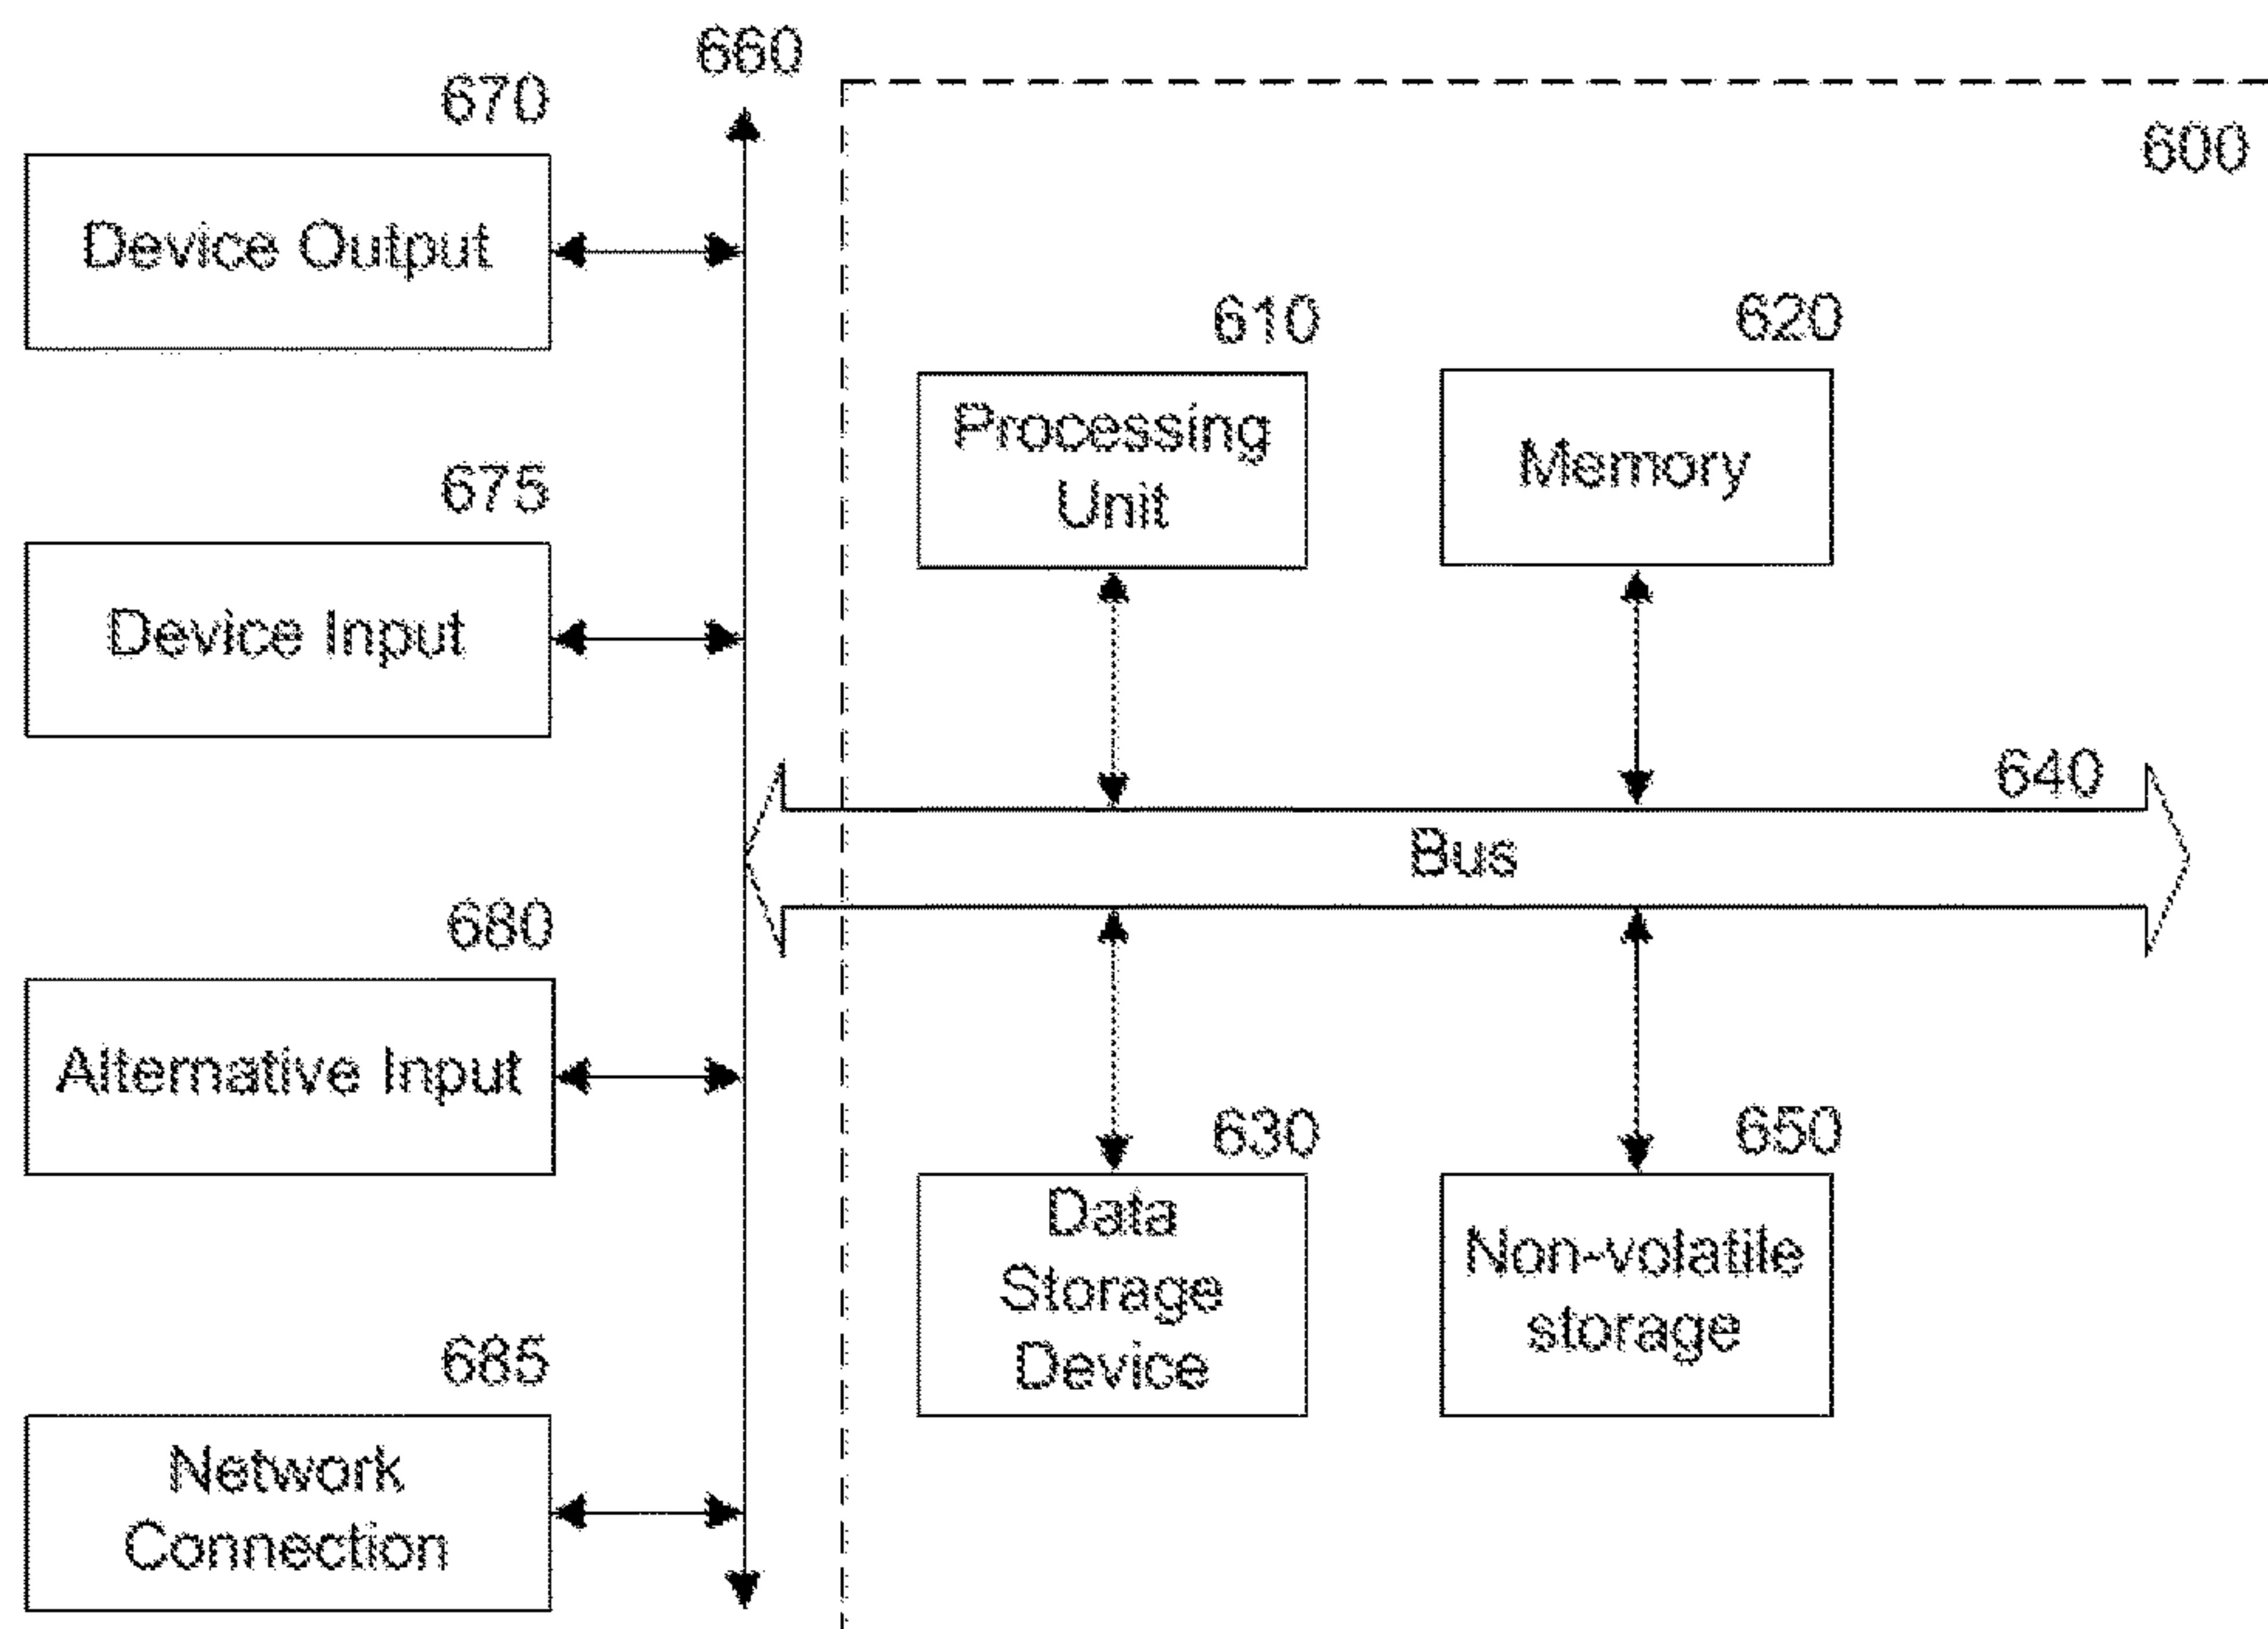 660
670
600
Device Output
610
620
Processing
Unit
Memory
675
Device Input
640
Bus
680
Alternative Input
630
650
Data
Storage
Device
Non-volatile
storage
685
Network
Connection